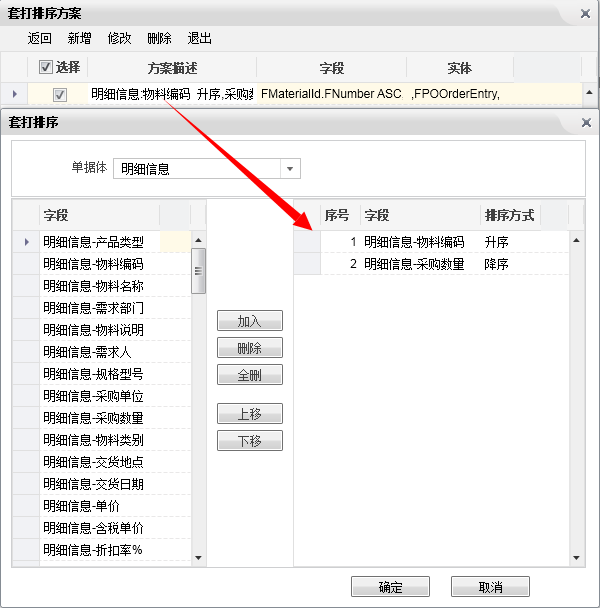 套打排序方案
返回 新增 修改 删除 退出
选择 方案描述 字段 实体
明细信息:物料编码 升序,采购数 FMaterialId.FNumber ASC, ,FPOOrderEntry,
套打排序
单据体 明细信息
字段
明细信息-产品类型
明细信息-物料编码
明细信息-物料名称
明细信息-需求部门
明细信息-物料说明
明细信息-需求人
明细信息-规格型号
明细信息-采购单位
明细信息-采购数量
明细信息-物料类别
明细信息-交货地点
明细信息-交货日期
明细信息-单价
明细信息-含税单价
明细信息-折扣率%
加入
删除
全删
上移
下移
序号 字段 排序方式
1 明细信息-物料编码 升序
2 明细信息-采购数量 降序
确定 取消